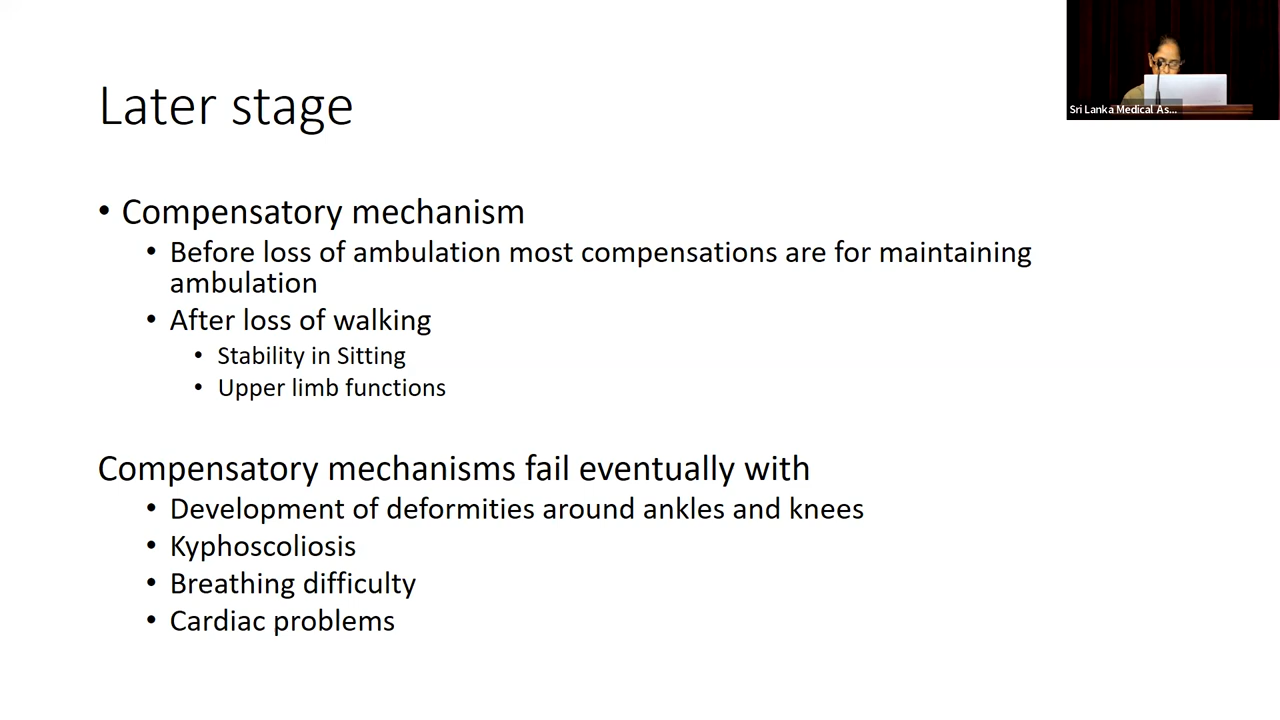 Later stage
• Compensatory mechanism
• Before loss of ambulation most compensations are for maintaining
ambulation
• After loss of walking
• Stability in Sitting
• Upper limb functions
Compensatory mechanisms fail eventually with
• Development of deformities around ankles and knees
• Kyphoscoliosis
• Breathing difficulty
• Cardiac problems
Sri Lanka Medical As...